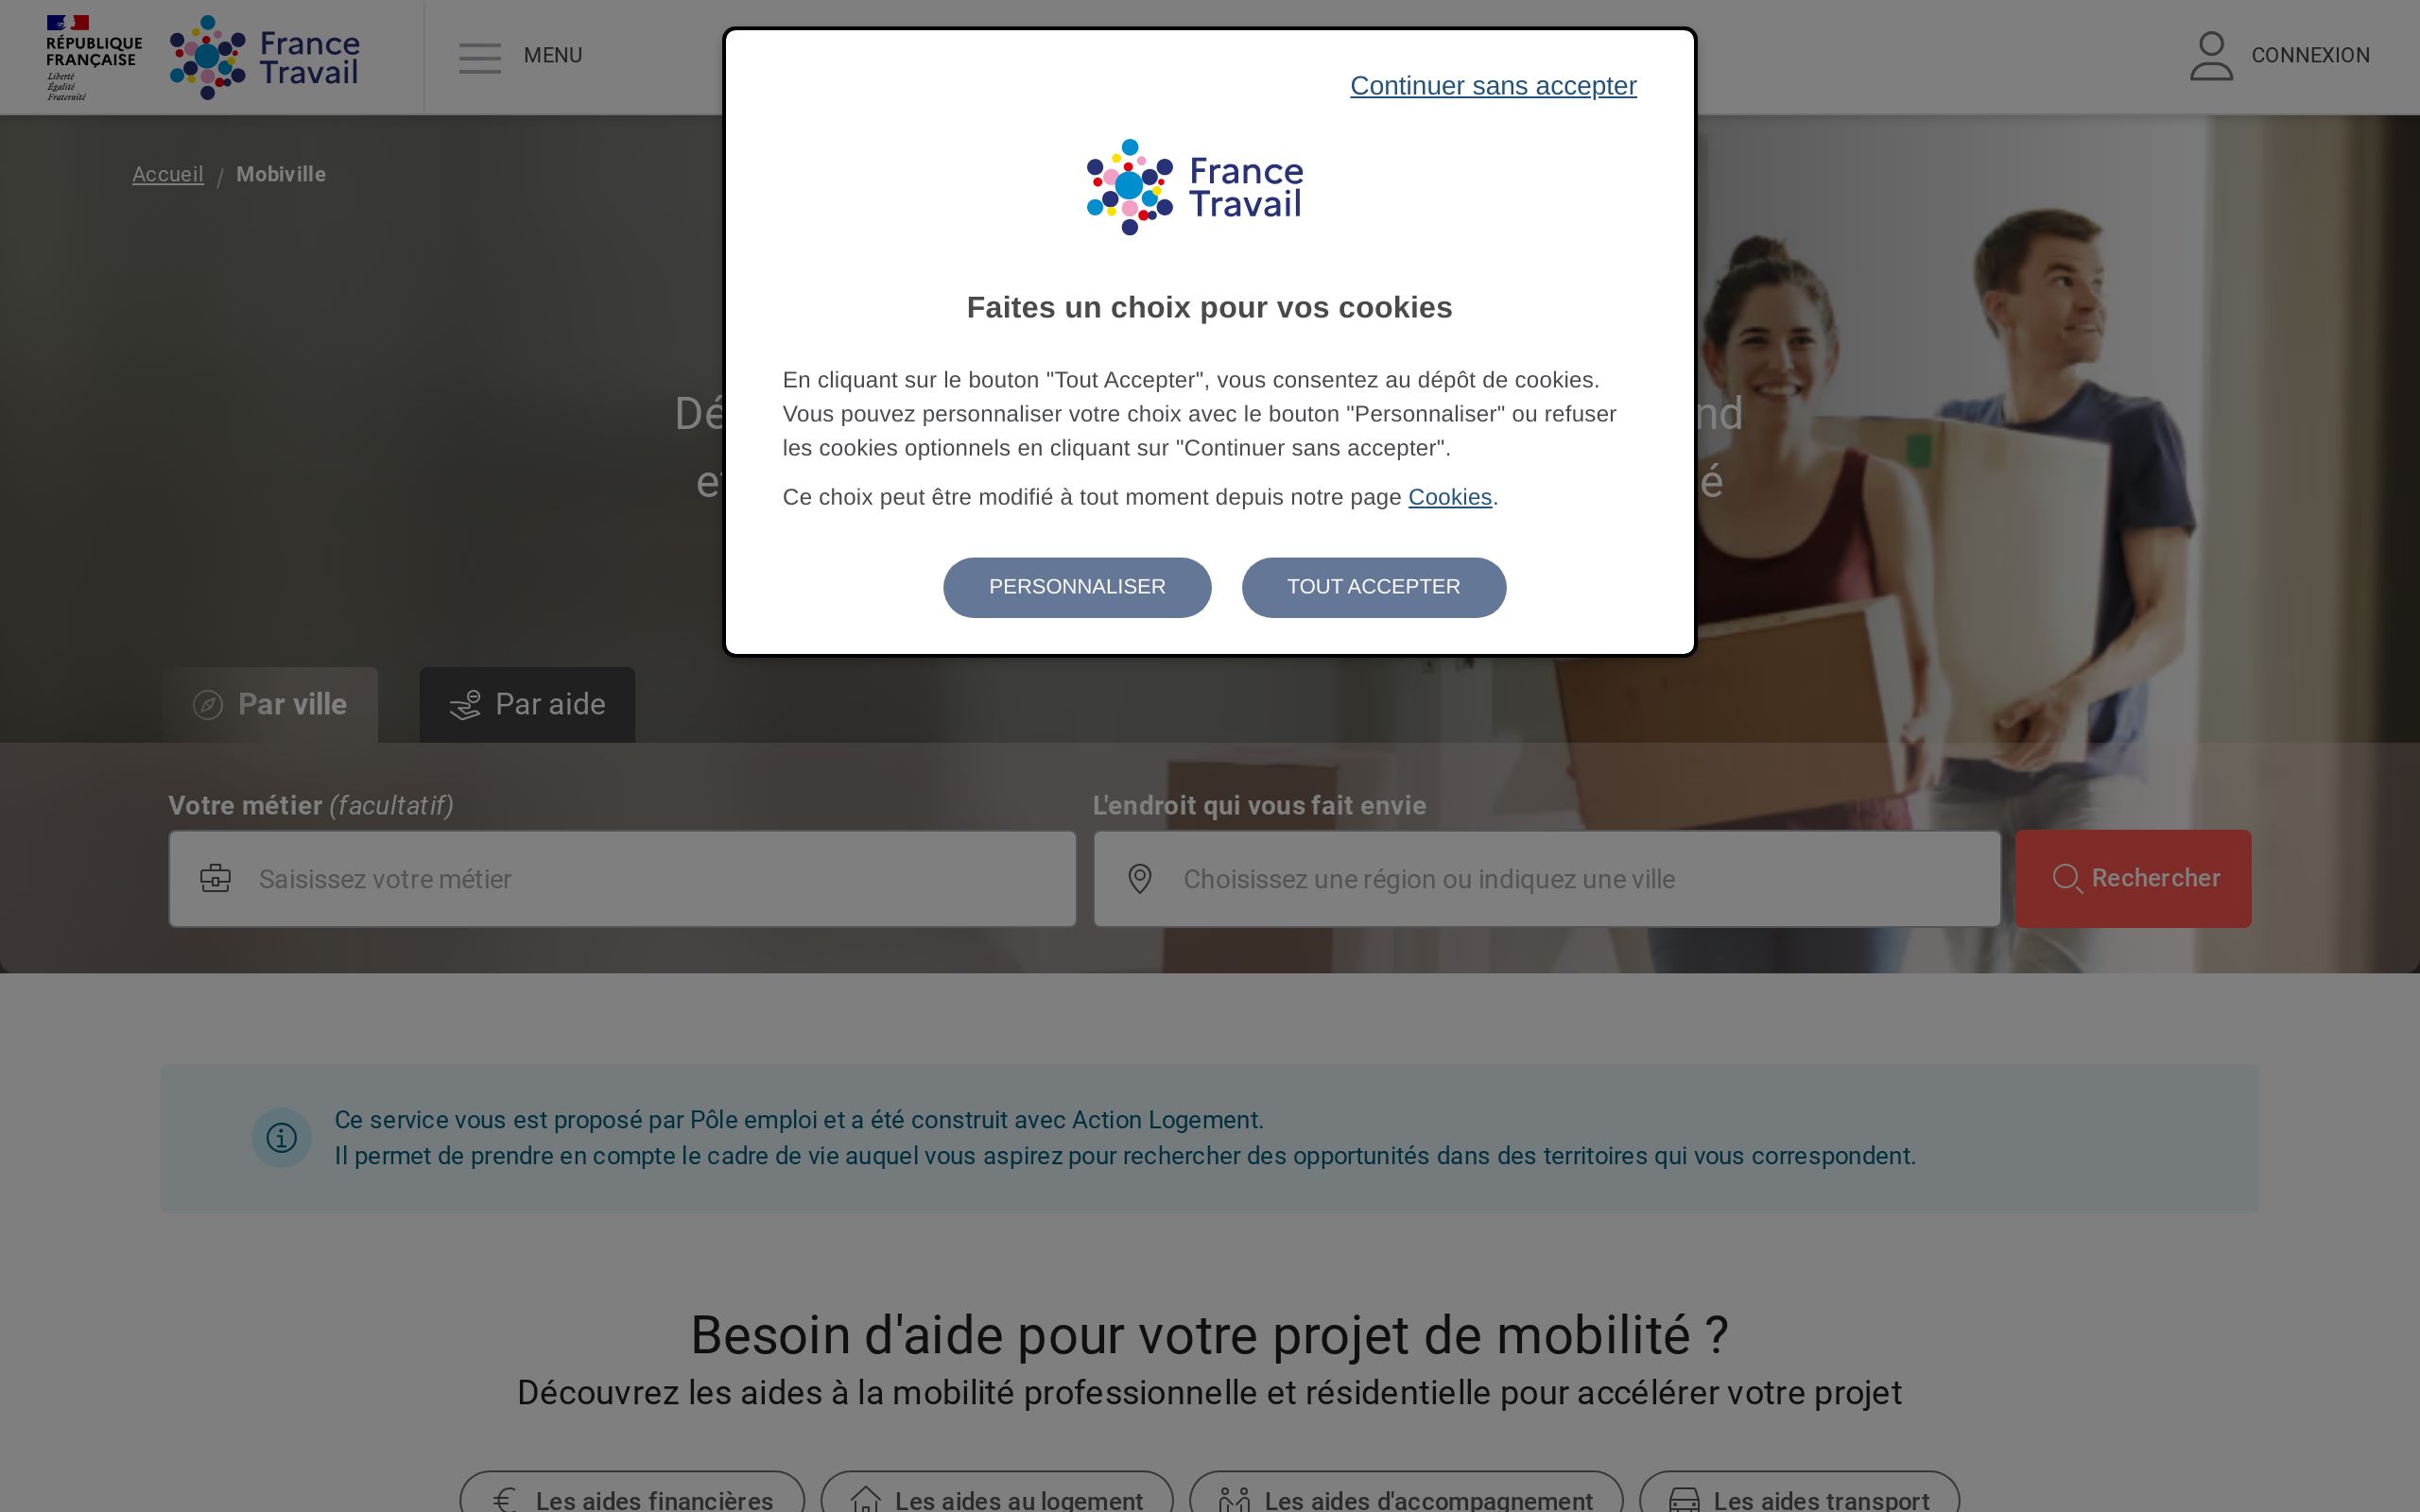 RÉPUBLIQUE
FRANÇAISE
Liberté
Égalité
Fraternité
France
Travail
MENU
CONNEXION
Accueil / Mobiville
Continuer sans accepter
France
Travail
Faites un choix pour vos cookies
En cliquant sur le bouton "Tout Accepter", vous consentez au dépôt de cookies.
Vous pouvez personnaliser votre choix avec le bouton "Personnaliser" ou refuser
les cookies optionnels en cliquant sur "Continuer sans accepter".
Ce choix peut être modifié à tout moment depuis notre page Cookies.
PERSONNALISER
TOUT ACCEPTER
Par ville
Par aide
Votre métier (facultatif)
L'endroit qui vous fait envie
Saisissez votre métier
Choisissez une région ou indiquez une ville
Rechercher
Ce service vous est proposé par Pôle emploi et a été construit avec Action Logement.
Il permet de prendre en compte le cadre de vie auquel vous aspirez pour rechercher des opportunités dans des territoires qui vous correspondent.
Besoin d'aide pour votre projet de mobilité ?
Découvrez les aides à la mobilité professionnelle et résidentielle pour accélérer votre projet
Les aides financières
Les aides au logement
Les aides d'accompagnement
Les aides transport